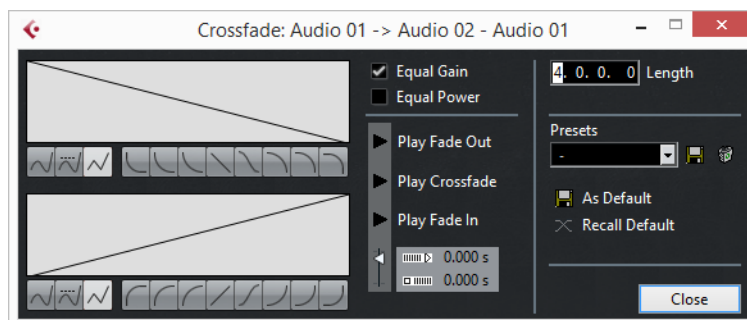 Crossfade: Audio 01 -> Audio 02 - Audio 01
Equal Gain
Equal Power
Play Fade Out
Play Crossfade
Play Fade In
0.000 s
0.000 s
4. 0. 0. 0 Length
Presets
-
As Default
Recall Default
Close